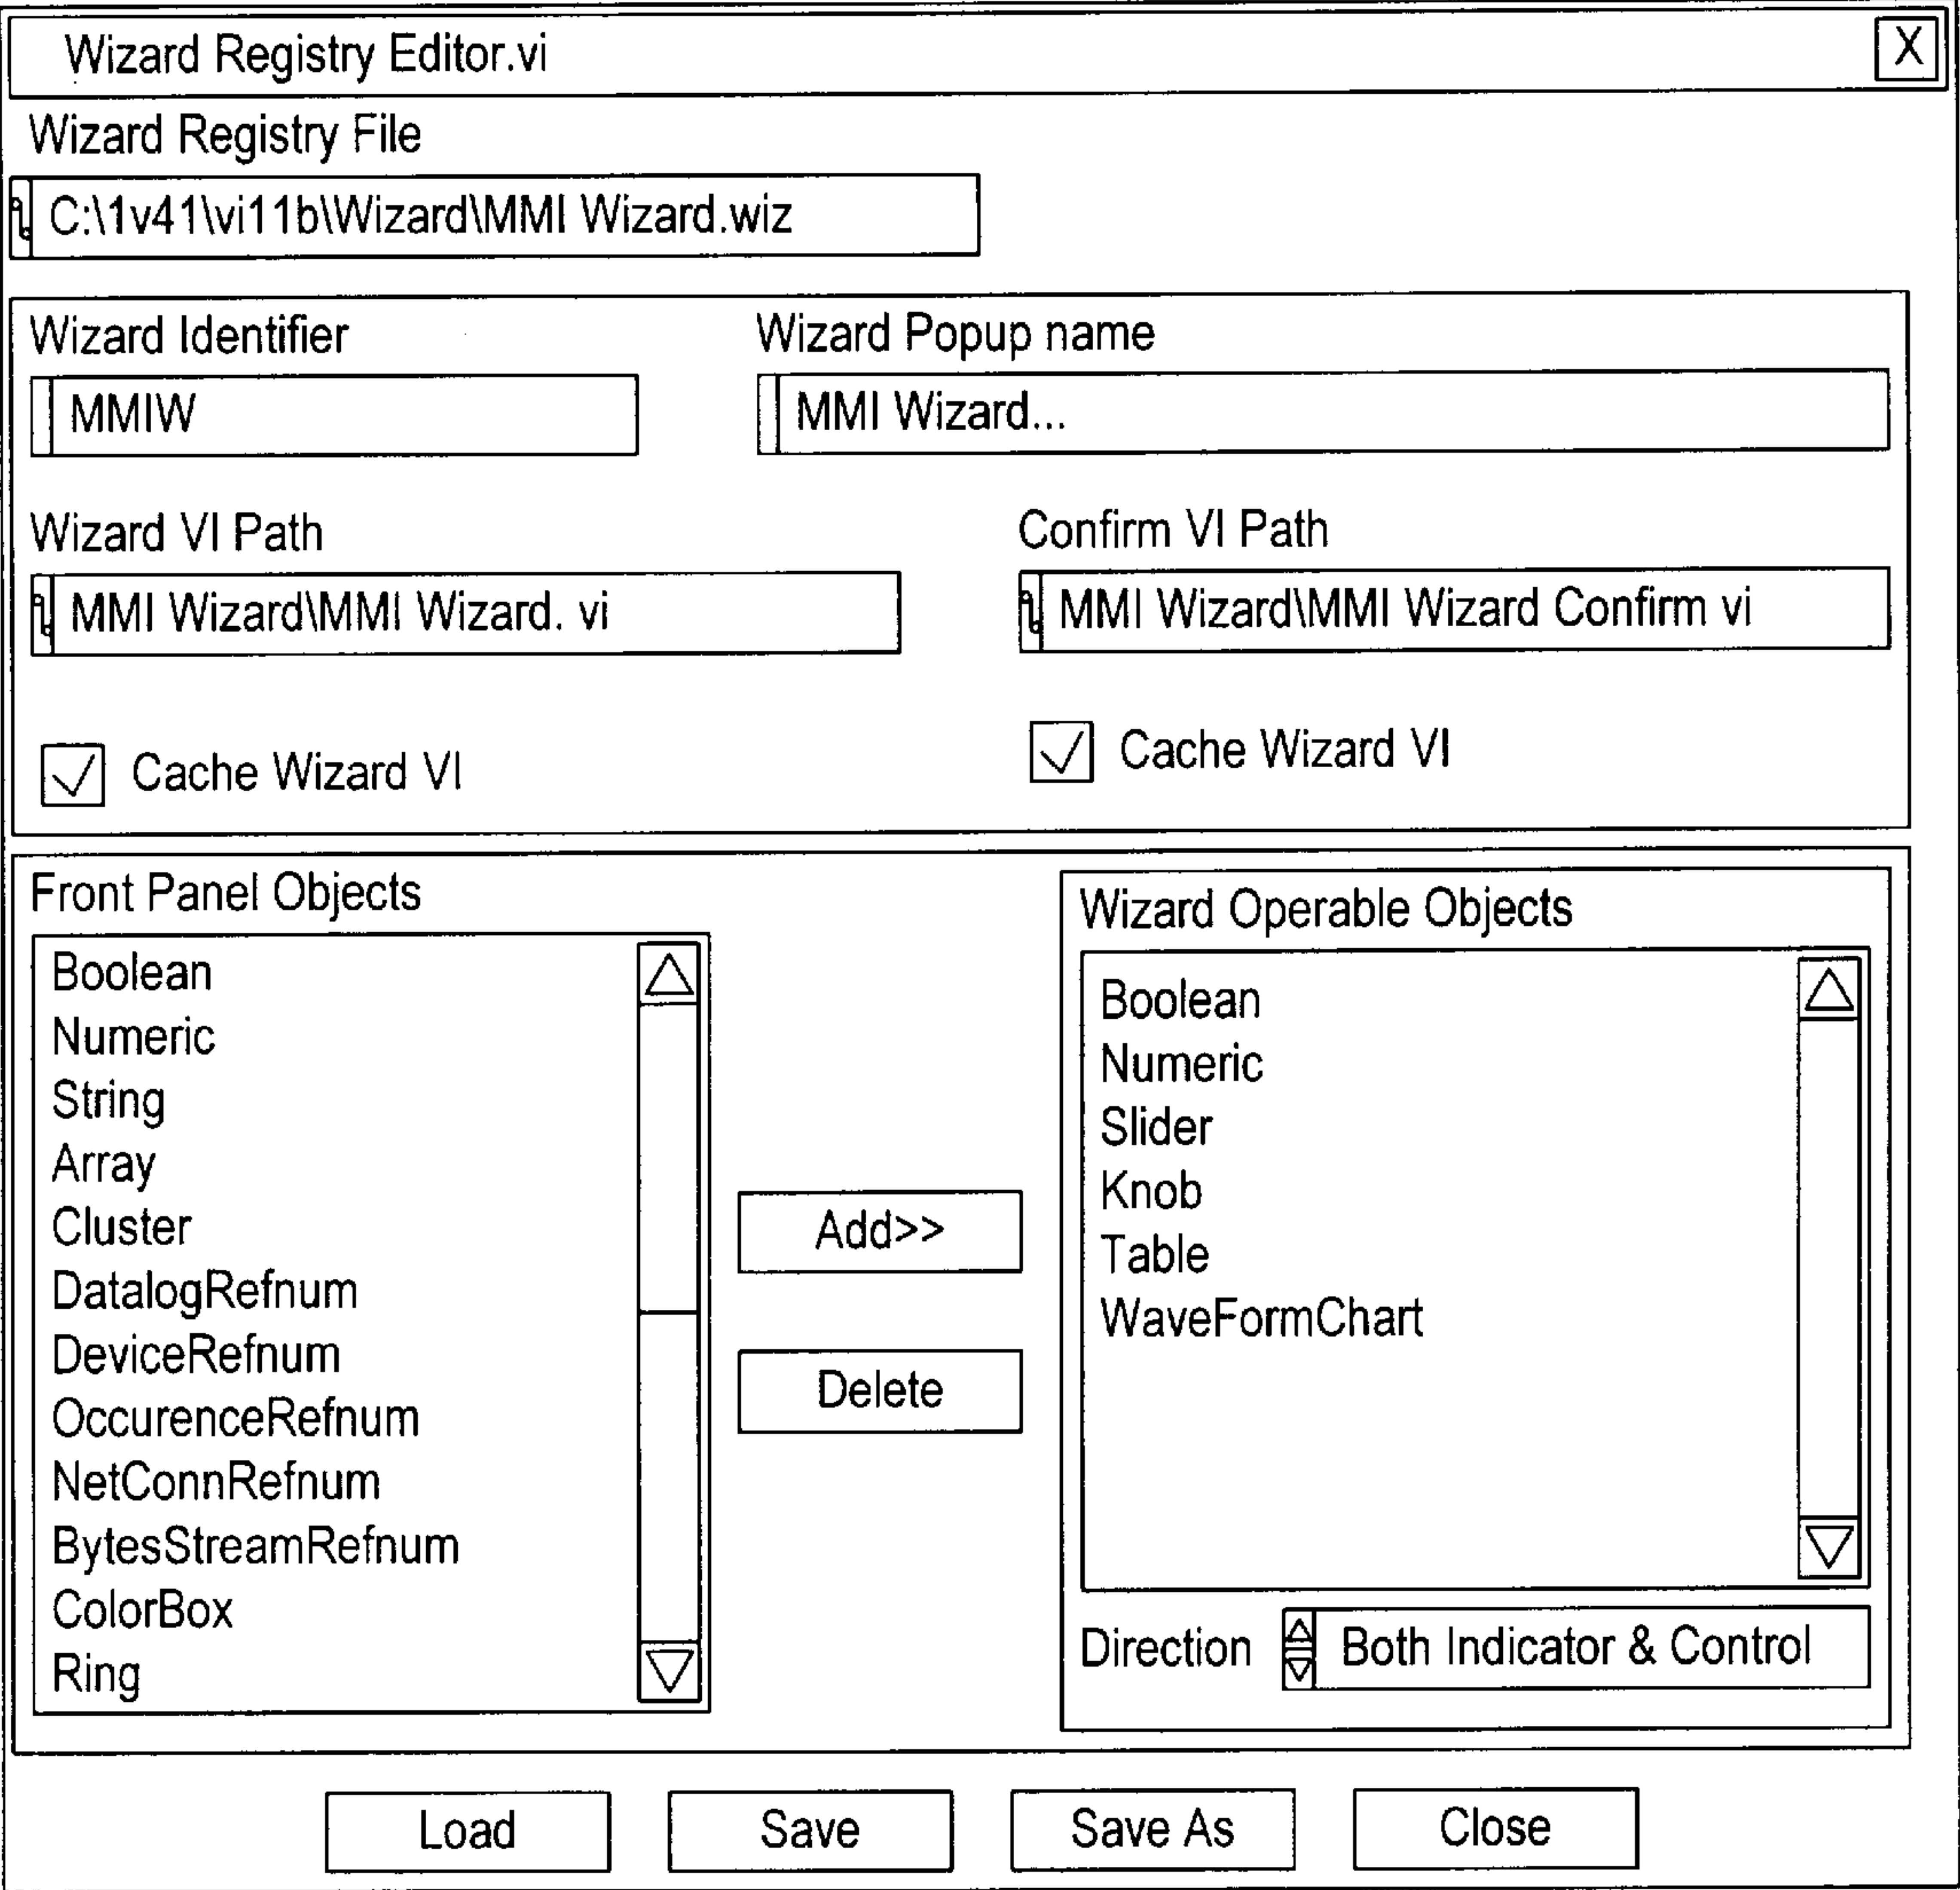 Wizard Registry Editor.vi
X
Wizard Registry File
C:\1v41\vi11b\Wizard\MMI Wizard.wiz
Wizard Identifier
Wizard Popup name
MMIW
MMI Wizard...
Wizard VI Path
Confirm VI Path
MMI Wizard\MMI Wizard. vi
MMI Wizard\MMI Wizard Confirm vi
Cache Wizard VI
Cache Wizard VI
Front Panel Objects
Boolean
Numeric
String
Array
Cluster
DatalogRefnum
DeviceRefnum
OccurenceRefnum
NetConnRefnum
BytesStreamRefnum
ColorBox
Ring
Add>>
Delete
Wizard Operable Objects
Boolean
Numeric
Slider
Knob
Table
WaveFormChart
Direction
Both Indicator & Control
Load
Save
Save As
Close